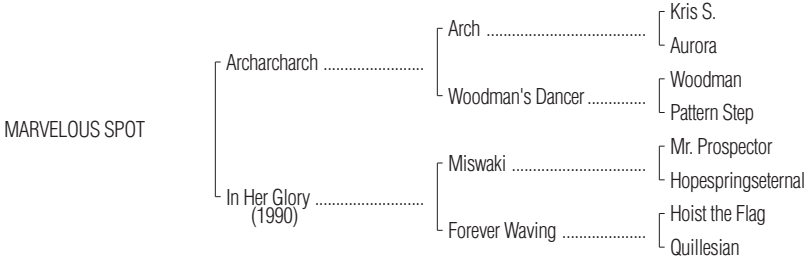 Kris S.
Arch ......................................
Aurora
Archarcharch ........................
Woodman
Woodman's Dancer ..............
Pattern Step
MARVELOUS SPOT
Mr. Prospector
Miswaki ................................
Hopespringseternal
In Her Glory ..........................
(1990)
Hoist the Flag
Forever Waving ....................
Quillesian